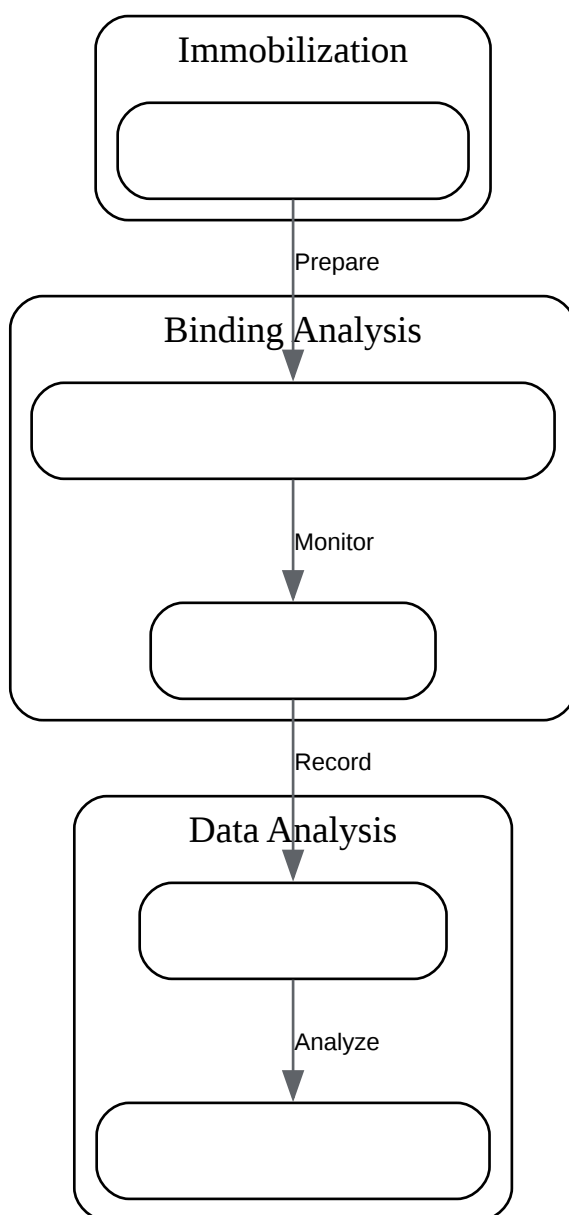 Immobilization
Prepare
Binding Analysis
Monitor
Record
Data Analysis
Analyze